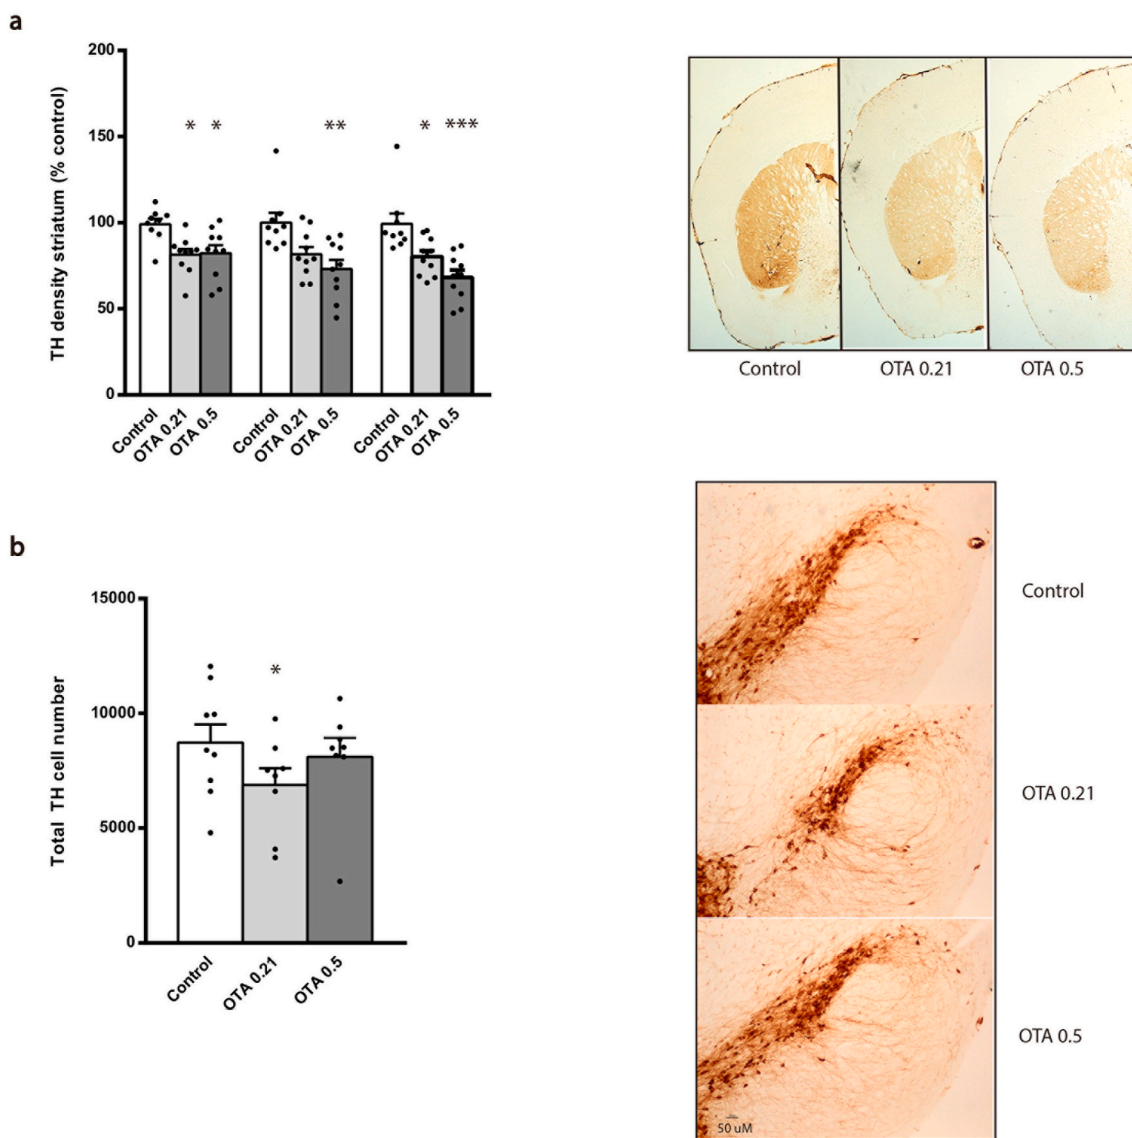 a
TH density striatum (% control)
200
150
100
50
0
* * ** * ***
Control OTA 0.21 OTA 0.5 Control OTA 0.21 OTA 0.5 Control OTA 0.21 OTA 0.5
Control OTA 0.21 OTA 0.5
b
Total TH cell number
15000
10000
5000
0
*
Control OTA 0.21 OTA 0.5
Control
OTA 0.21
OTA 0.5
50 uM